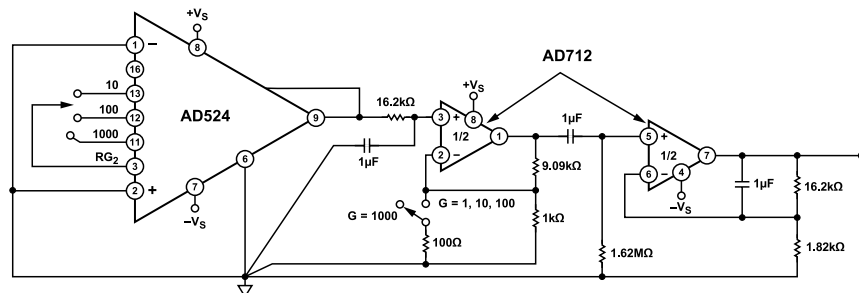 +VS
AD712
1
–
8
16
+VS
10
13
AD524
9
16.2kΩ
3
+
8
1μF
100
12
1/2
1
5
+
1000
11
1μF
2
–
9.09kΩ
1/2
7
RG2
3
6
6
–
4
1μF
16.2kΩ
2
+
7
G = 1, 10, 100
–VS
–VS
G = 1000
1kΩ
100Ω
1.62MΩ
1.82kΩ